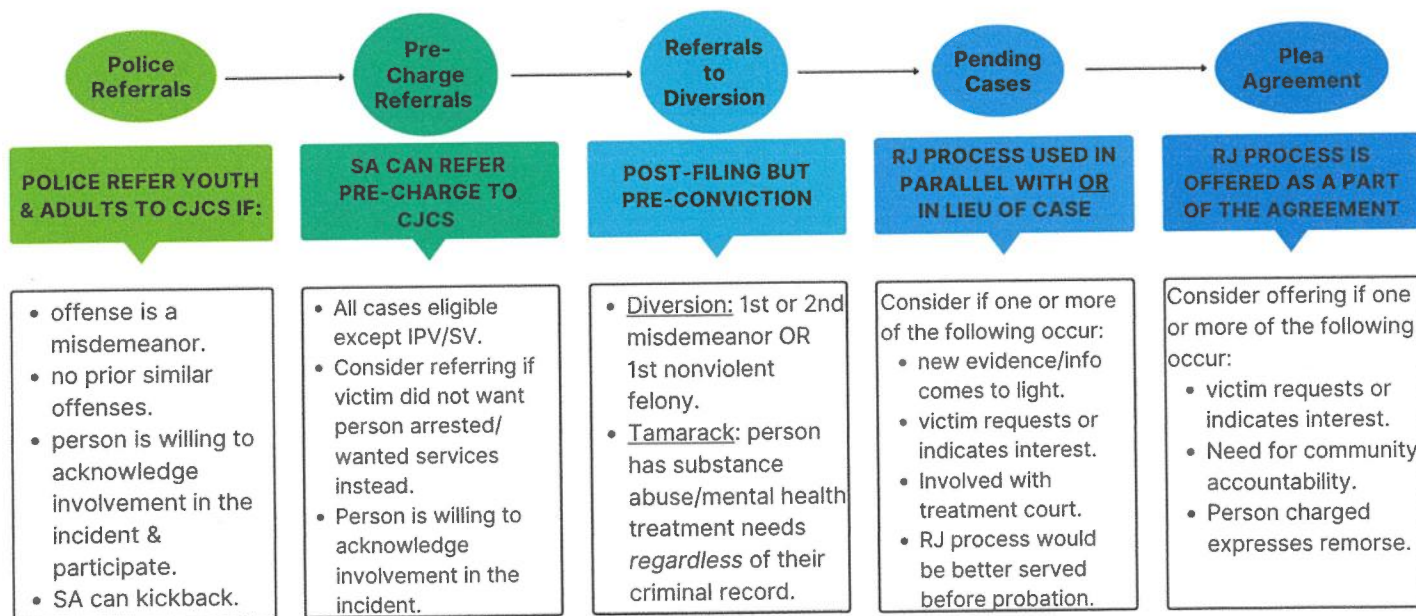 Police
Referrals
Pre-
Charge
Referrals
Referrals
to
Diversion
Pending
Cases
Plea
Agreement
POLICE REFER YOUTH
& ADULTS TO CJCS IF:
SA CAN REFER
PRE-CHARGE TO
CJCS
POST-FILING BUT
PRE-CONVICTION
RJ PROCESS USED IN
PARALLEL WITH OR
IN LIEU OF CASE
RJ PROCESS IS
OFFERED AS A PART
OF THE AGREEMENT
• offense is a
misdemeanor.
• no prior similar
offenses.
• person is willing to
acknowledge
involvement in the
incident &
participate.
• SA can kickback.
• All cases eligible
except IPV/SV.
• Consider referring if
victim did not want
person arrested/
wanted services
instead.
• Person is willing to
acknowledge
involvement in the
incident.
• Diversion: 1st or 2nd
misdemeanor OR
1st nonviolent
felony.
• Tamarack: person
has substance
abuse/mental health
treatment needs
regardless of their
criminal record.
Consider if one or more
of the following occur:
• new evidence/info
comes to light.
• victim requests or
indicates interest.
• Involved with
treatment court.
• RJ process would
be better served
before probation.
Consider offering if one
or more of the following
occur:
• victim requests or
indicates interest.
• Need for community
accountability.
• Person charged
expresses remorse.